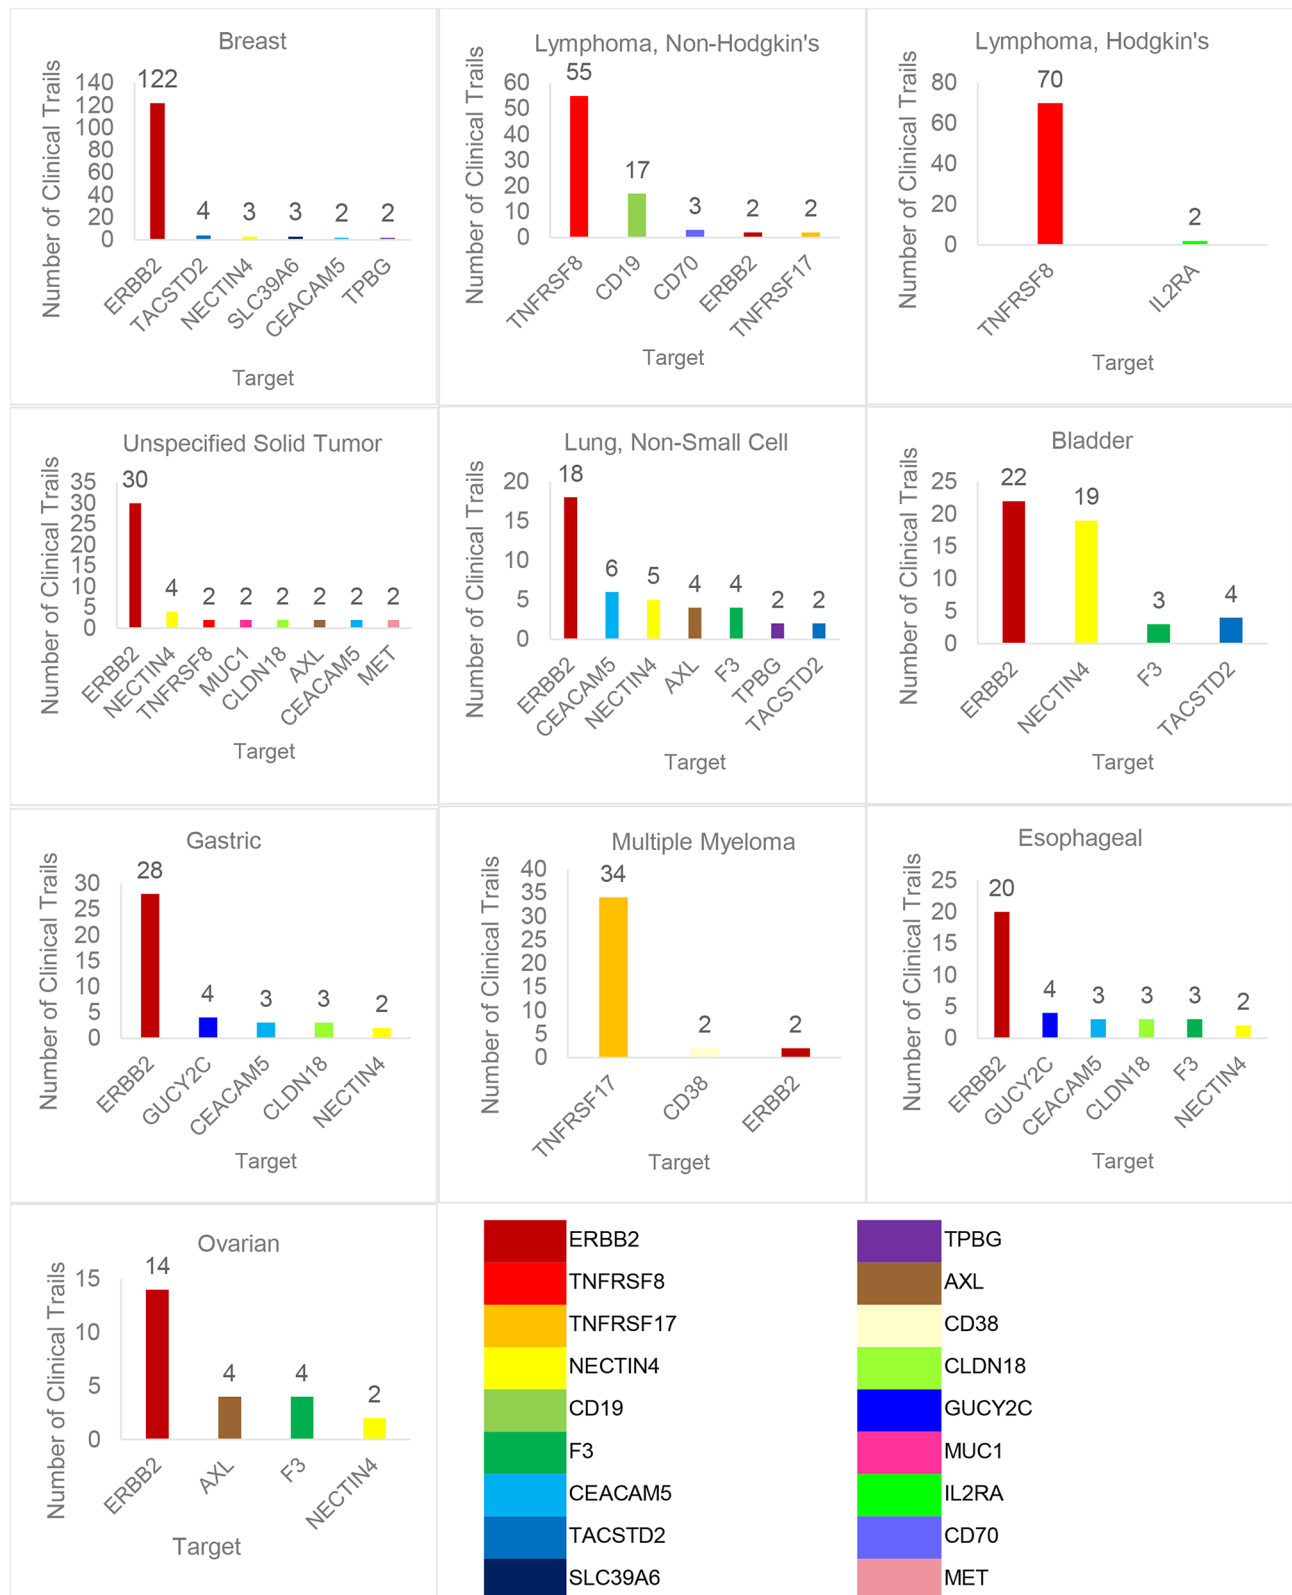 Breast
Number of Clinical Trails
140
120
100
80
60
40
20
0
122
4
3
3
2
2
ERBB2
TACSTD2
NECTIN4
SLC39A6
CEACAM5
TPBG
Target
Lymphoma, Non-Hodgkin's
Number of Clinical Trails
60
50
40
30
20
10
0
55
17
3
2
2
TNFRSF8
CD19
CD70
ERBB2
TNFRSF17
Target
Lymphoma, Hodgkin's
Number of Clinical Trails
80
60
40
20
0
70
2
TNFRSF8
IL2RA
Target
Unspecified Solid Tumor
Number of Clinical Trails
35
30
25
20
15
10
5
0
30
4
2
2
2
2
2
2
ERBB2
NECTIN4
TNFRSF8
MUC1
CLDN18
AXL
CEACAM5
MET
Target
Lung, Non-Small Cell
Number of Clinical Trails
20
15
10
5
0
18
6
5
4
4
2
2
ERBB2
CEACAM5
NECTIN4
AXL
F3
TPBG
TACSTD2
Target
Bladder
Number of Clinical Trails
25
20
15
10
5
0
22
19
3
4
ERBB2
NECTIN4
F3
TACSTD2
Target
Gastric
Number of Clinical Trails
30
25
20
15
10
5
0
28
4
3
3
2
ERBB2
GUCY2C
CEACAM5
CLDN18
NECTIN4
Target
Multiple Myeloma
Number of Clinical Trails
40
35
30
25
20
15
10
5
0
34
2
2
TNFRSF17
CD38
ERBB2
Target
Esophageal
Number of Clinical Trails
25
20
15
10
5
0
20
4
3
3
3
2
ERBB2
GUCY2C
CEACAM5
CLDN18
F3
NECTIN4
Target
Ovarian
Number of Clinical Trails
15
10
5
0
14
4
4
2
ERBB2
AXL
F3
NECTIN4
Target
ERBB2
TNFRSF8
TNFRSF17
NECTIN4
CD19
F3
CEACAM5
TACSTD2
SLC39A6
TPBG
AXL
CD38
CLDN18
GUCY2C
MUC1
IL2RA
CD70
MET